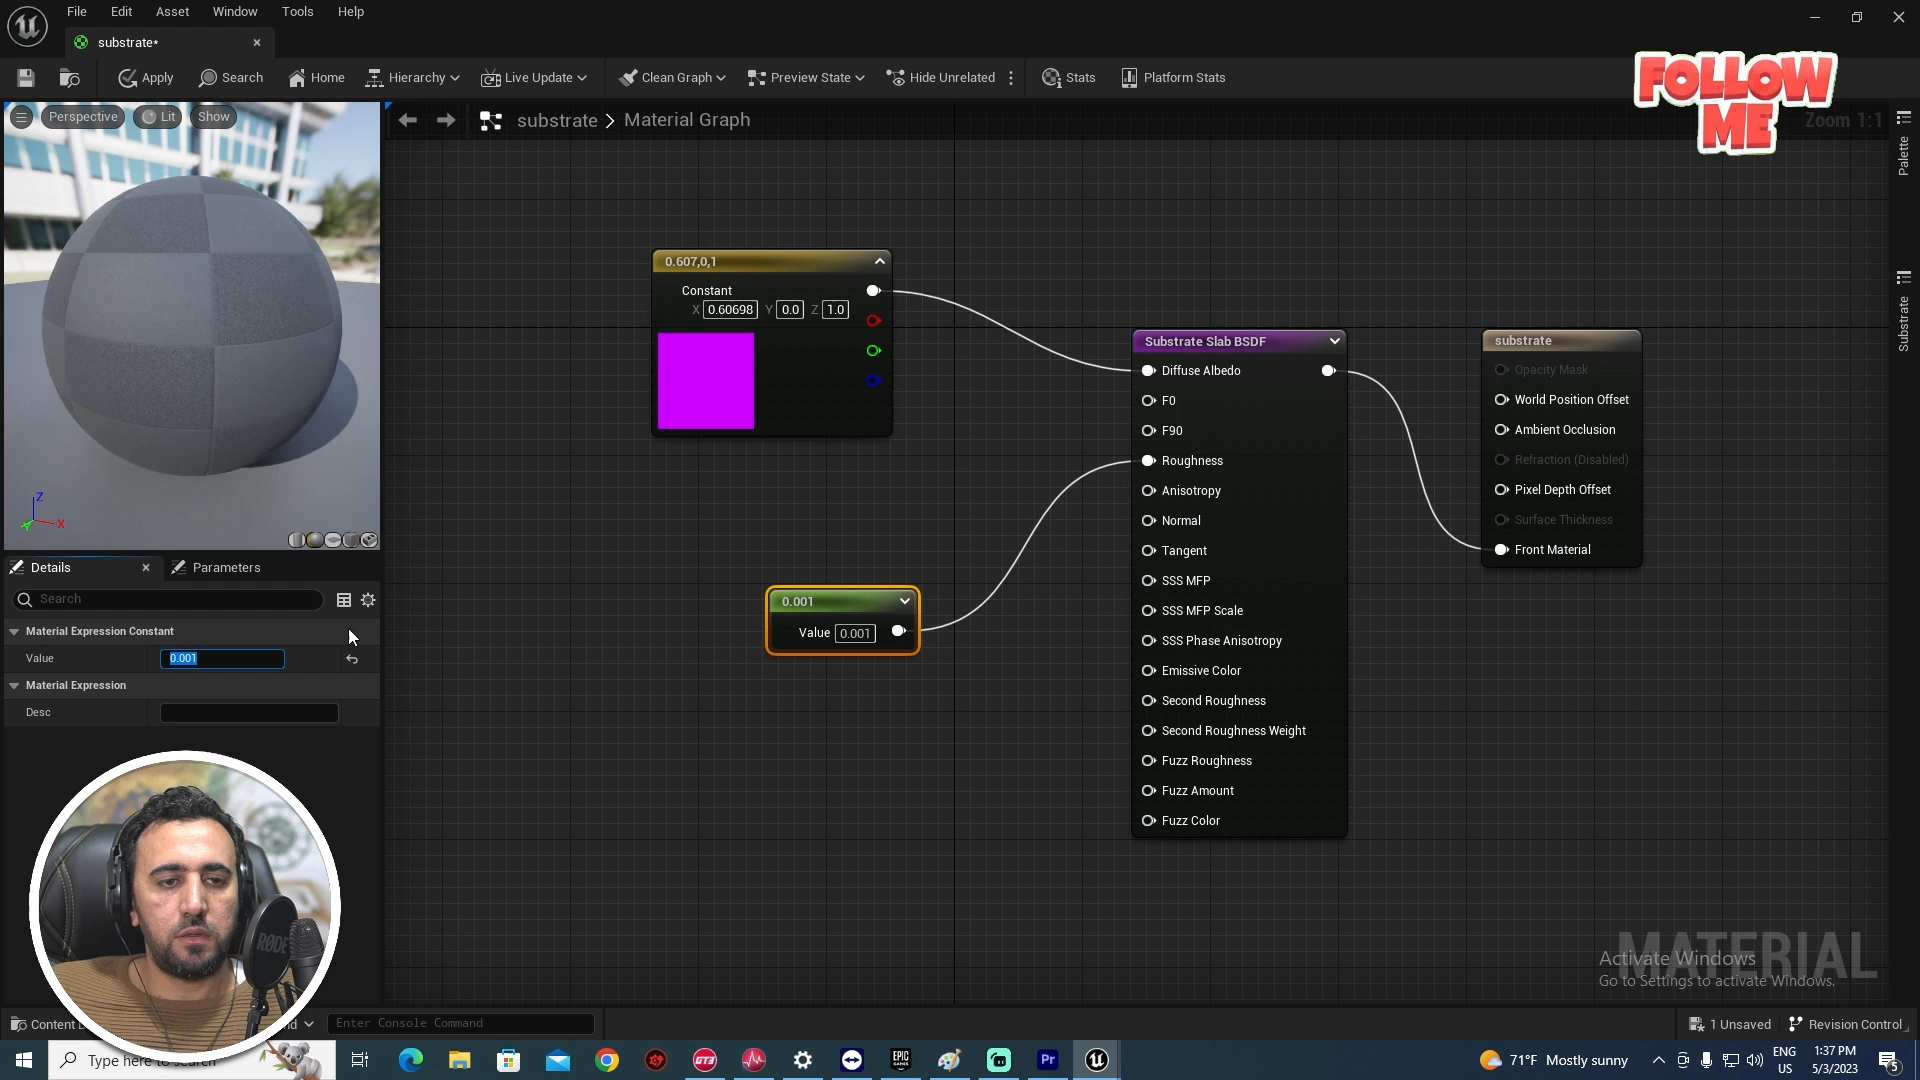 File Edit Asset Window Tools Help
substrate*
Apply Search Home Hierarchy Live Update Clean Graph Preview State Hide Unrelated Stats Platform Stats
FOLLOW
ME
Perspective Lit Show
substrate > Material Graph
Zoom 1:1
Palette
Substrate
0.607,0,1
Constant
X 0.60698 Y 0.0 Z 1.0
Substrate Slab BSDF
Diffuse Albedo
F0
F90
Roughness
Anisotropy
Normal
Tangent
SSS MFP
SSS MFP Scale
SSS Phase Anisotropy
Emissive Color
Second Roughness
Second Roughness Weight
Fuzz Roughness
Fuzz Amount
Fuzz Color
substrate
Opacity Mask
World Position Offset
Ambient Occlusion
Refraction (Disabled)
Pixel Depth Offset
Surface Thickness
Front Material
0.001
Value 0.001
Z
X
Details Parameters
Search
Material Expression Constant
Value 0.001
Material Expression
Desc
RØDE
MATERIAL
Activate Windows
Go to Settings to activate Windows.
Content Enter Console Command
1 Unsaved Revision Control
Type here to search
GT3
EPIC GAMES
Pr
71°F Mostly sunny
ENG
US
1:37 PM
5/3/2023
5